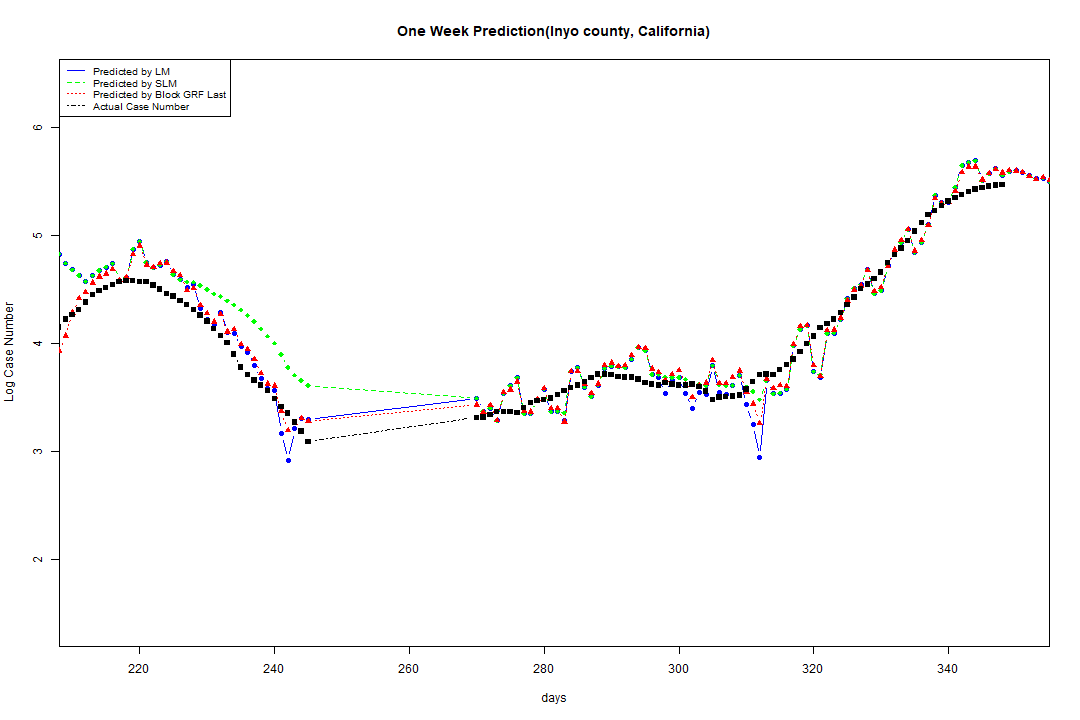 One Week Prediction(Inyo county, California)
Predicted by LM
Predicted by SLM
Predicted by Block GRF Last
Actual Case Number
Log Case Number
6
5
4
3
2
220 240 260 280 300 320 340
days